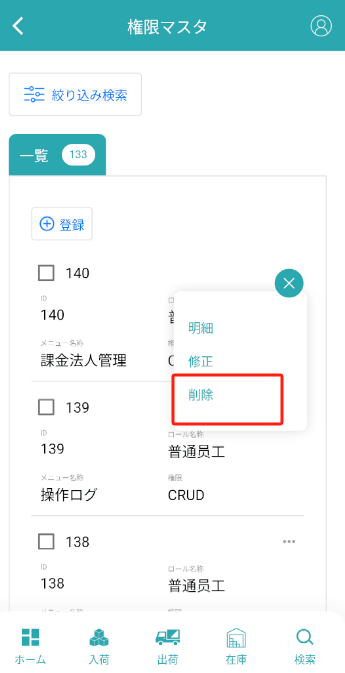 権限マスタ
絞り込み検索
一覧 133
登録
140
ID
140
メニュー名称
課金法人管理
明細
修正
削除
139
ID
139
ロール名称
普通员工
メニュー名称
操作ログ
権限
CRUD
138
ID
138
ロール名称
普通员工
ホーム 入荷 出荷 在庫 検索